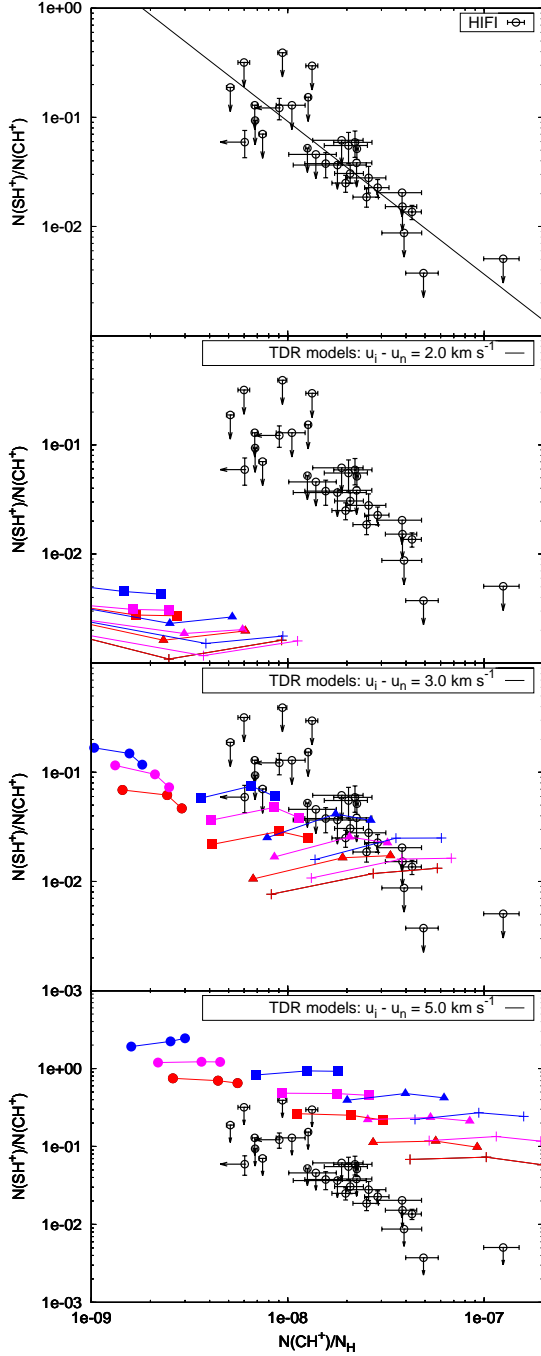 1e+00
HIFI
1e-01
N(SH+)/N(CH+)
1e-02
TDR models: ui - un = 2.0 km s-1
1e-01
N(SH+)/N(CH+)
1e-02
TDR models: ui - un = 3.0 km s-1
1e-01
N(SH+)/N(CH+)
1e-02
1e-03
TDR models: ui - un = 5.0 km s-1
1e+00
1e-01
N(SH+)/N(CH+)
1e-02
1e-03
1e-09 1e-08 1e-07
N(CH+)/NH